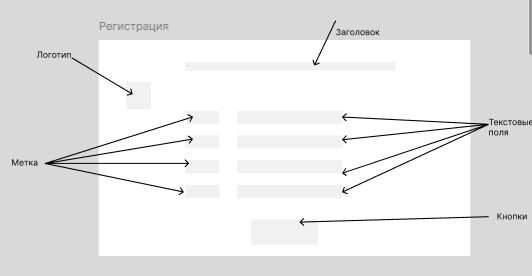 Регистрация
Заголовок
Логотип
Текстовые
поля
Метка
Кнопки